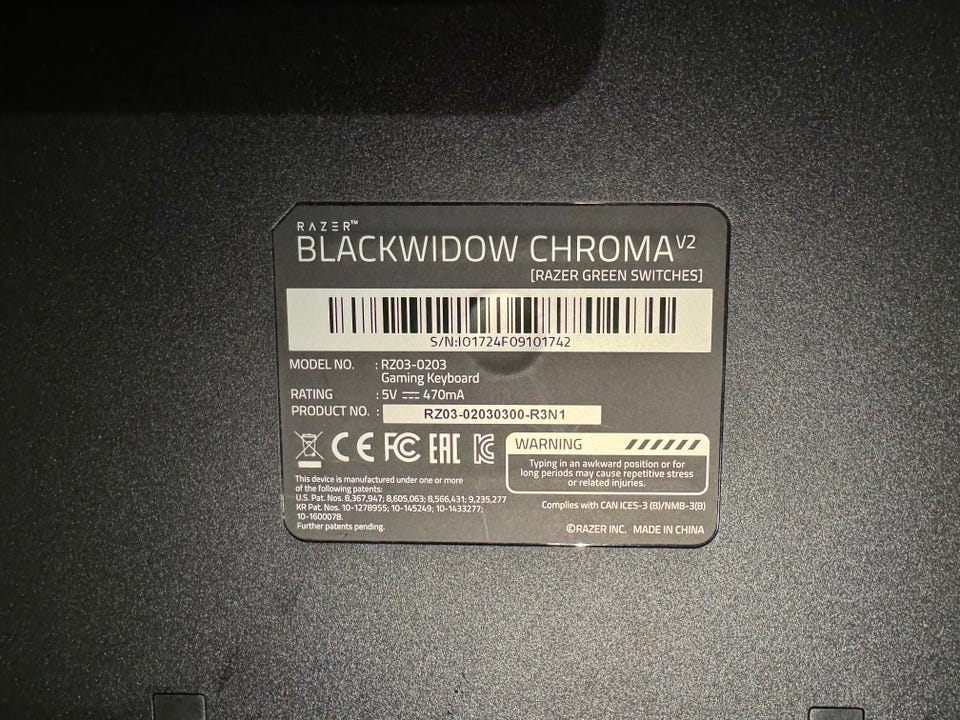 RAZER™
BLACKWIDOW CHROMA V2
[RAZER GREEN SWITCHES]
S/N:IO1724F09101742
MODEL NO. : RZ03-0203
Gaming Keyboard
RATING : 5V ⎓ 470mA
PRODUCT NO. : RZ03-02030300-R3N1
CE FC EAC KC
WARNING
Typing in an awkward position or for
long periods may cause repetitive stress
or related injuries.
This device is manufactured under one or more
of the following patents:
U.S. Pat. Nos. 8,367,947; 8,605,063; 8,566,431; 9,235,277
KR Pat. Nos. 10-1278955; 10-145249; 10-1433277;
10-1600078.
Further patents pending.
Complies with CAN ICES-3 (B)/NMB-3(B)
©RAZER INC. MADE IN CHINA